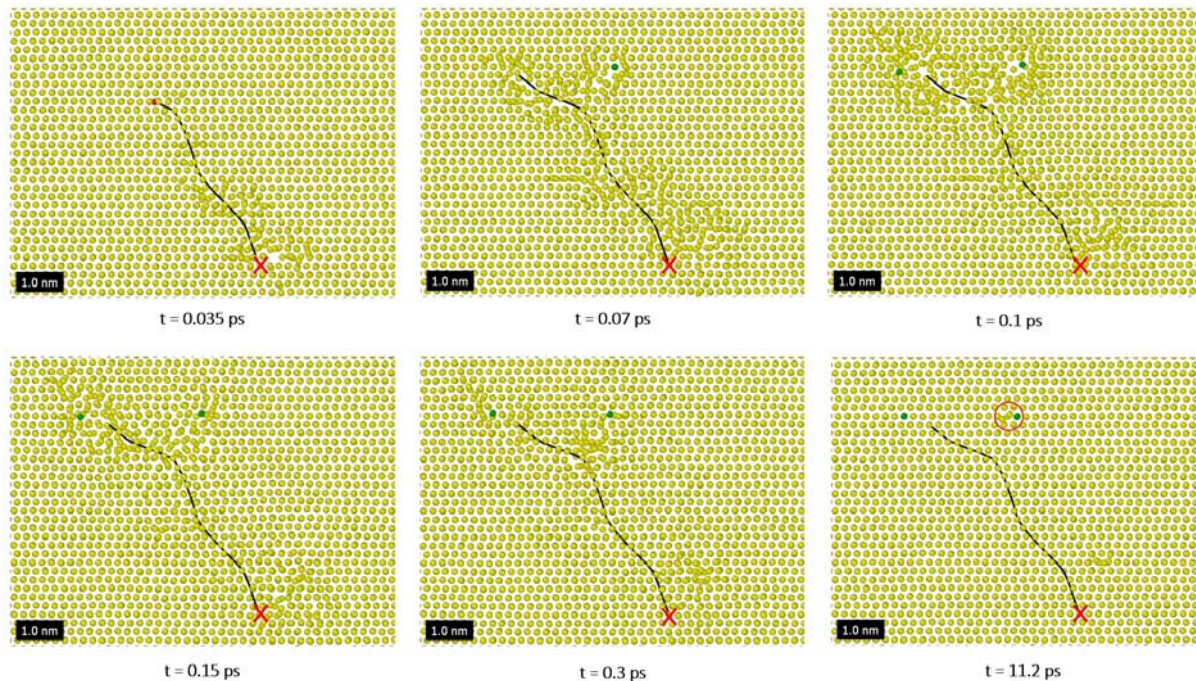 1.0 nm
1.0 nm
1.0 nm
t = 0.035 ps
t = 0.07 ps
t = 0.1 ps
1.0 nm
1.0 nm
1.0 nm
t = 0.15 ps
t = 0.3 ps
t = 11.2 ps